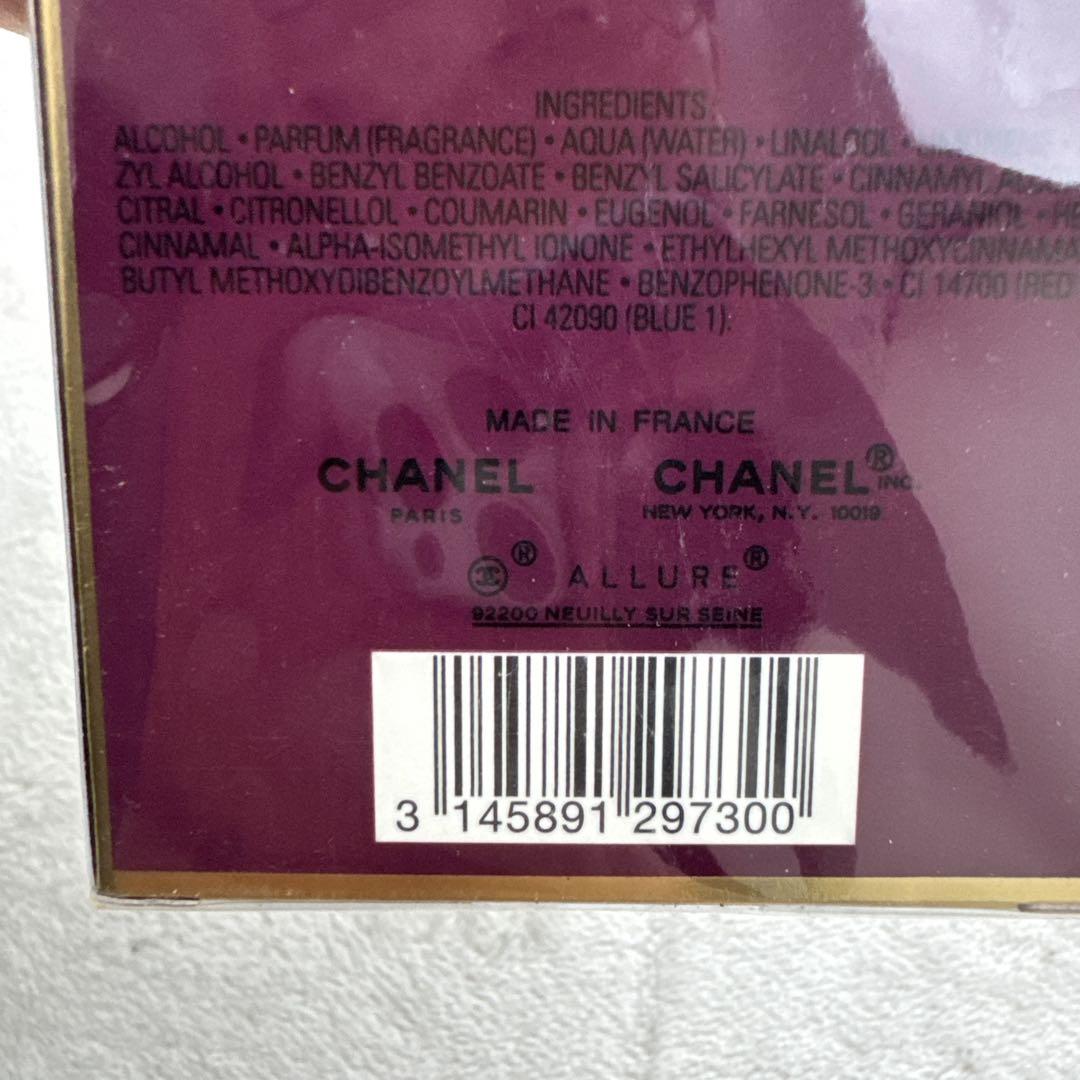 INGREDIENTS:
ALCOHOL • PARFUM (FRAGRANCE) • AQUA (WATER) • LINALOOL •
ZYL ALCOHOL • BENZYL BENZOATE • BENZYL SALICYLATE • CINNAMYL
CITRAL • CITRONELLOL • COUMARIN • EUGENOL • FARNESOL • GERANIOL •
CINNAMAL • ALPHA-ISOMETHYL IONONE • ETHYLHEXYL METHOXYCINNAMA
BUTYL METHOXYDIBENZOYLMETHANE • BENZOPHENONE-3 • CI 14700 (RED
CI 42090 (BLUE 1).
MADE IN FRANCE
CHANEL CHANEL® INC.
PARIS NEW YORK, N.Y. 10019
® ALLURE®
92200 NEUILLY SUR SEINE
3 145891 297300